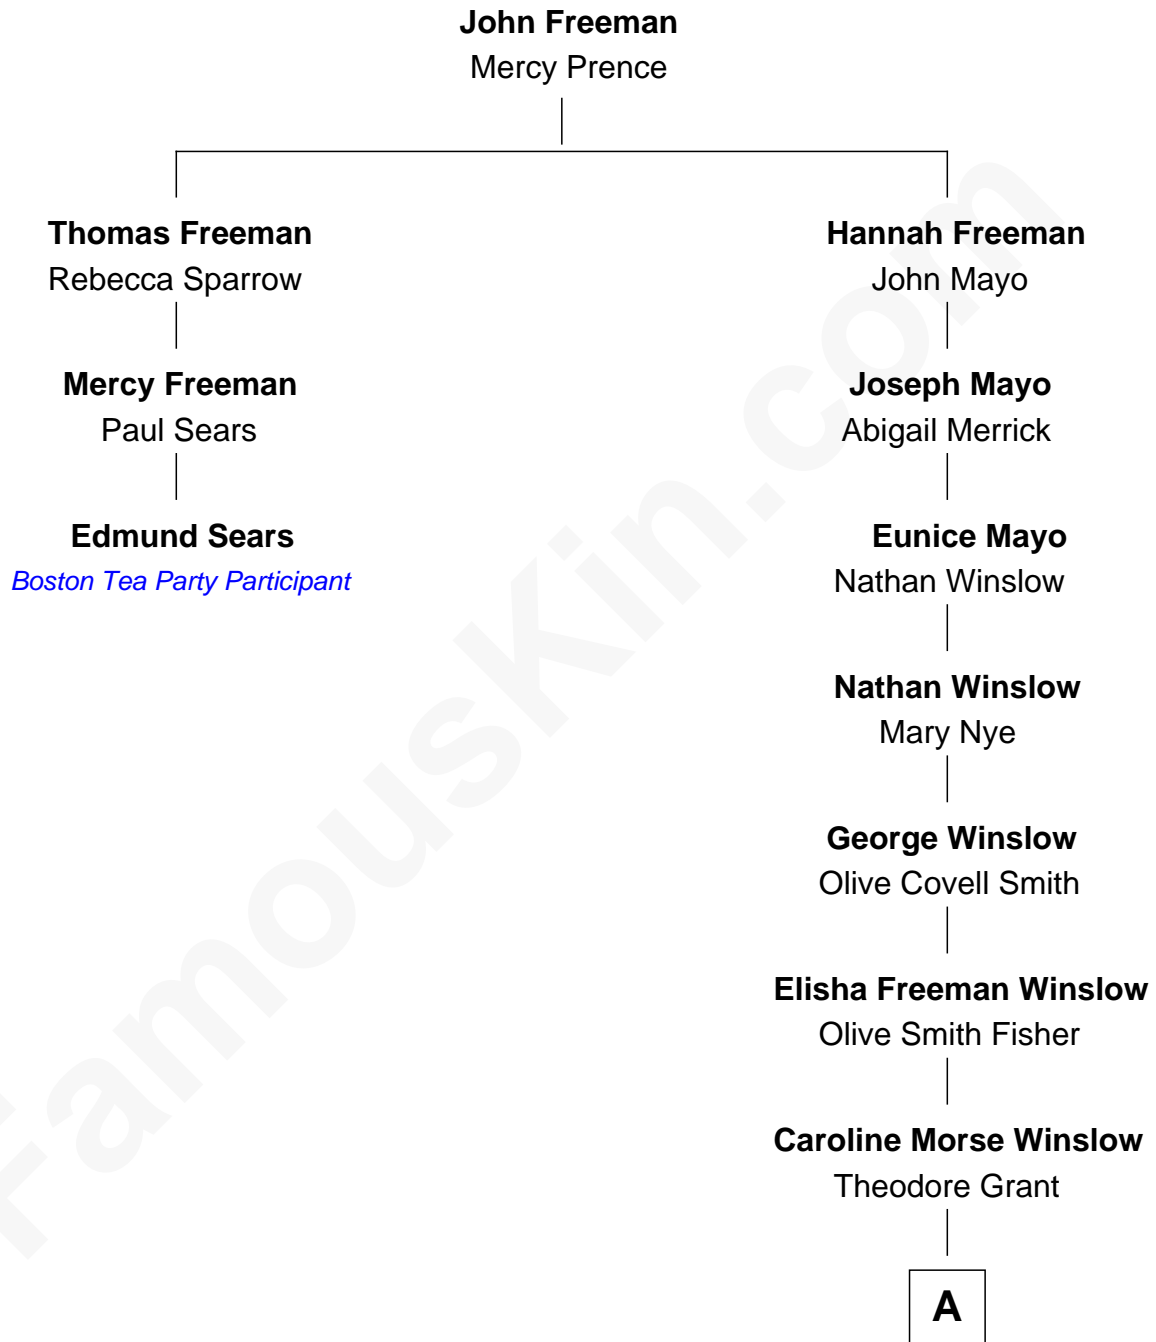 John Freeman
Mercy Prence
Thomas Freeman
Rebecca Sparrow
Mercy Freeman
Paul Sears
Edmund Sears
Boston Tea Party Participant
Hannah Freeman
John Mayo
Joseph Mayo
Abigail Merrick
Eunice Mayo
Nathan Winslow
Nathan Winslow
Mary Nye
George Winslow
Olive Covell Smith
Elisha Freeman Winslow
Olive Smith Fisher
Caroline Morse Winslow
Theodore Grant
A
FamousKin.com